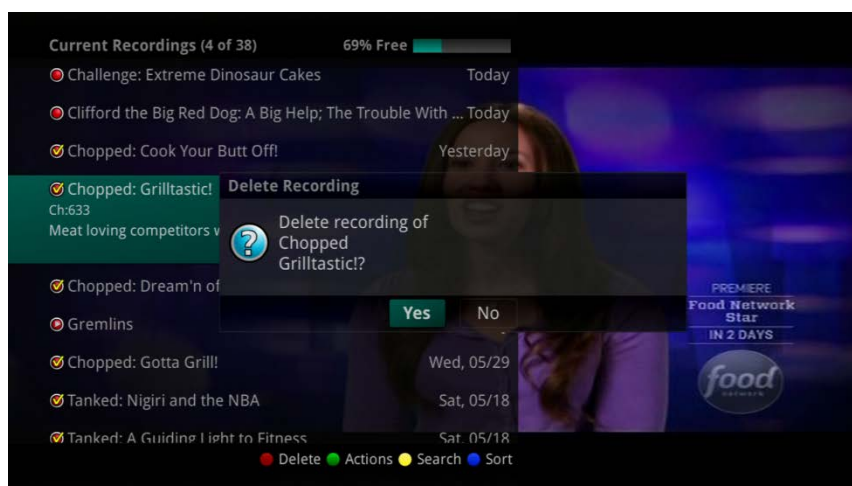 Current Recordings (4 of 38) 69% Free
Challenge: Extreme Dinosaur Cakes Today
Clifford the Big Red Dog: A Big Help; The Trouble With ... Today
Chopped: Cook Your Butt Off! Yesterday
Chopped: Grilltastic!
Ch:633
Meat loving competitors
Delete Recording
Delete recording of
Chopped
Grilltastic!?
Yes No
Chopped: Dream'n of
Gremlins
Chopped: Gotta Grill! Wed, 05/29
Tanked: Nigiri and the NBA Sat, 05/18
Tanked: A Guiding Light to Fitness Sat, 05/18
Delete Actions Search Sort
PREMIERE
Food Network
Star
IN 2 DAYS
food
network